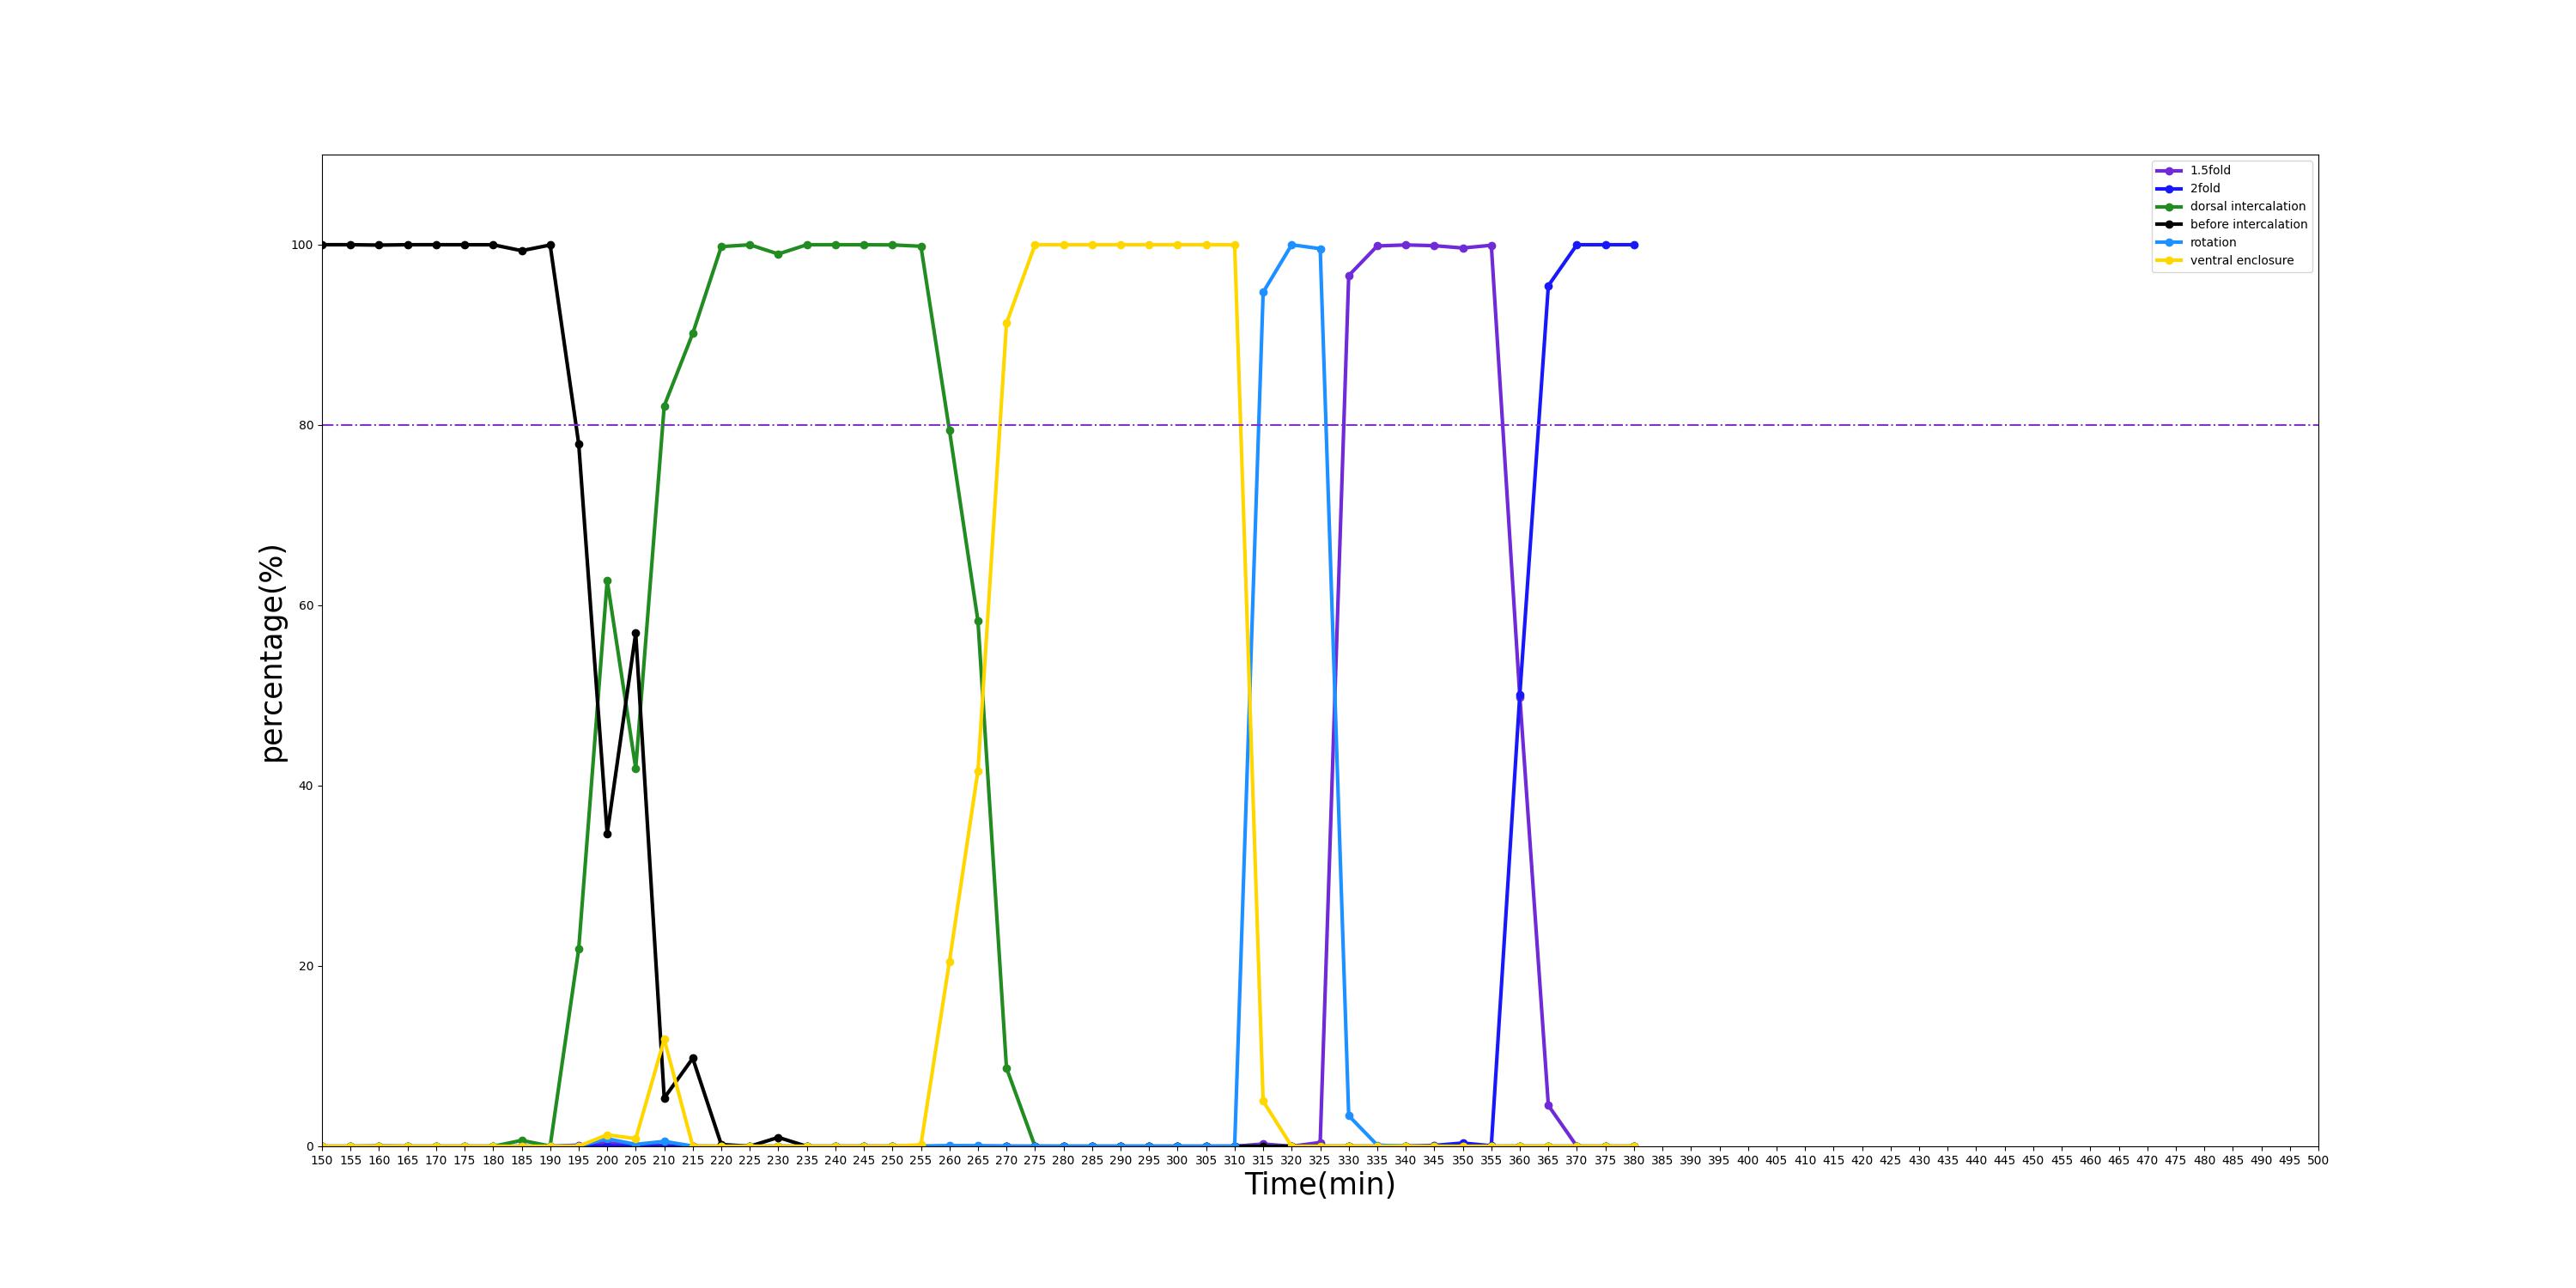 1.5fold
2fold
dorsal intercalation
before intercalation
rotation
ventral enclosure
100
80
60
40
20
0
percentage(%)
150 155 160 165 170 175 180 185 190 195 200 205 210 215 220 225 230 235 240 245 250 255 260 265 270 275 280 285 290 295 300 305 310 315 320 325 330 335 340 345 350 355 360 365 370 375 380 385 390 395 400 405 410 415 420 425 430 435 440 445 450 455 460 465 470 475 480 485 490 495 500
Time(min)